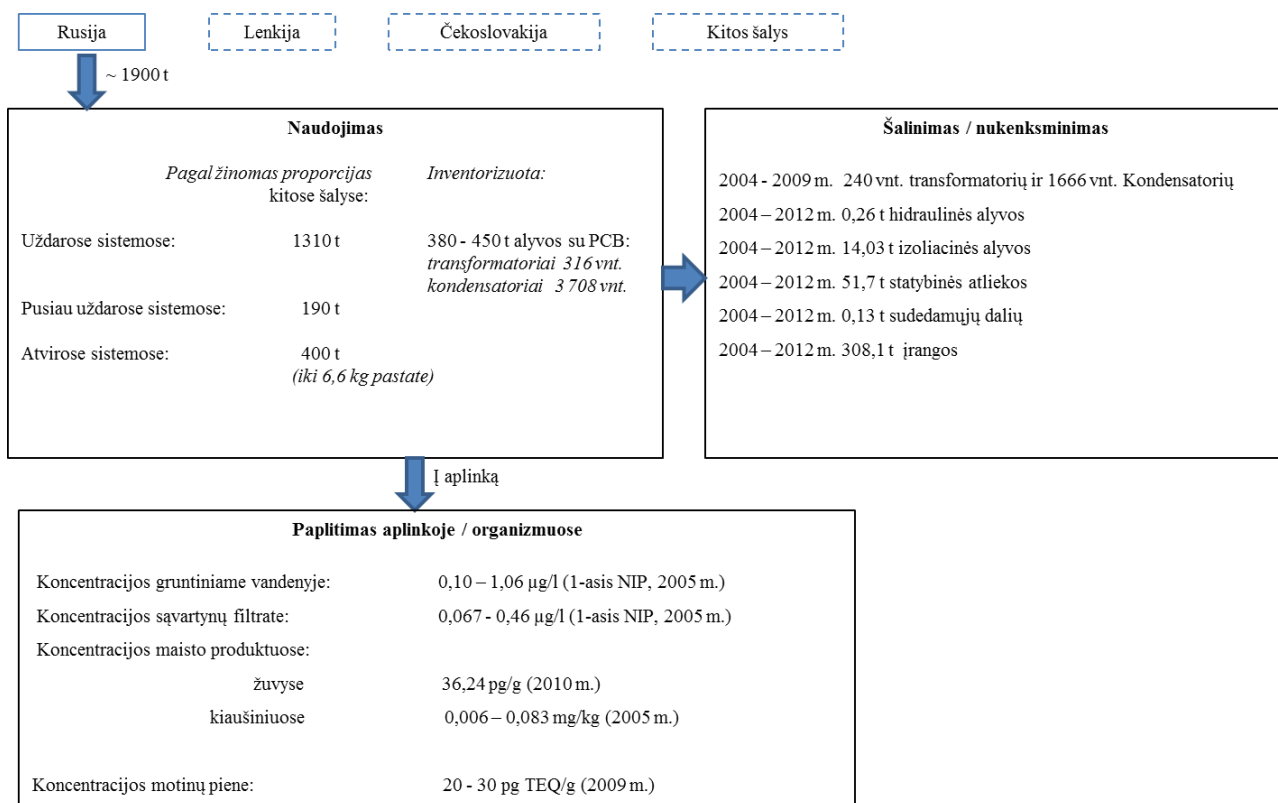 Rusija
Lenkija
Čekoslovakija
Kitos šalys
~ 1900 t
Naudojimas
Pagal žinomas proporcijas
kitose šalyse:
Inventorizuota:
Uždarose sistemose: 1310 t 380 - 450 t alyvos su PCB:
transformatoriai 316 vnt.
kondensatoriai 3 708 vnt.
Pusiau uždarose sistemose: 190 t
Atvirose sistemose: 400 t
(iki 6,6 kg pastate)
Šalinimas / nukenksminimas
2004 - 2009 m. 240 vnt. transformatorių ir 1666 vnt. Kondensatorių
2004 – 2012 m. 0,26 t hidraulinės alyvos
2004 – 2012 m. 14,03 t izoliacinės alyvos
2004 – 2012 m. 51,7 t statybinės atliekos
2004 – 2012 m. 0,13 t sudedamųjų dalių
2004 – 2012 m. 308,1 t įrangos
Į aplinką
Paplitimas aplinkoje / organizmuose
Koncentracijos gruntiniame vandenyje: 0,10 – 1,06 µg/l (1-asis NIP, 2005 m.)
Koncentracijos sąvartynų filtrate: 0,067 - 0,46 µg/l (1-asis NIP, 2005 m.)
Koncentracijos maisto produktuose:
žuvyse 36,24 pg/g (2010 m.)
kiaušiniuose 0,006 – 0,083 mg/kg (2005 m.)
Koncentracijos motinų piene: 20 - 30 pg TEQ/g (2009 m.)